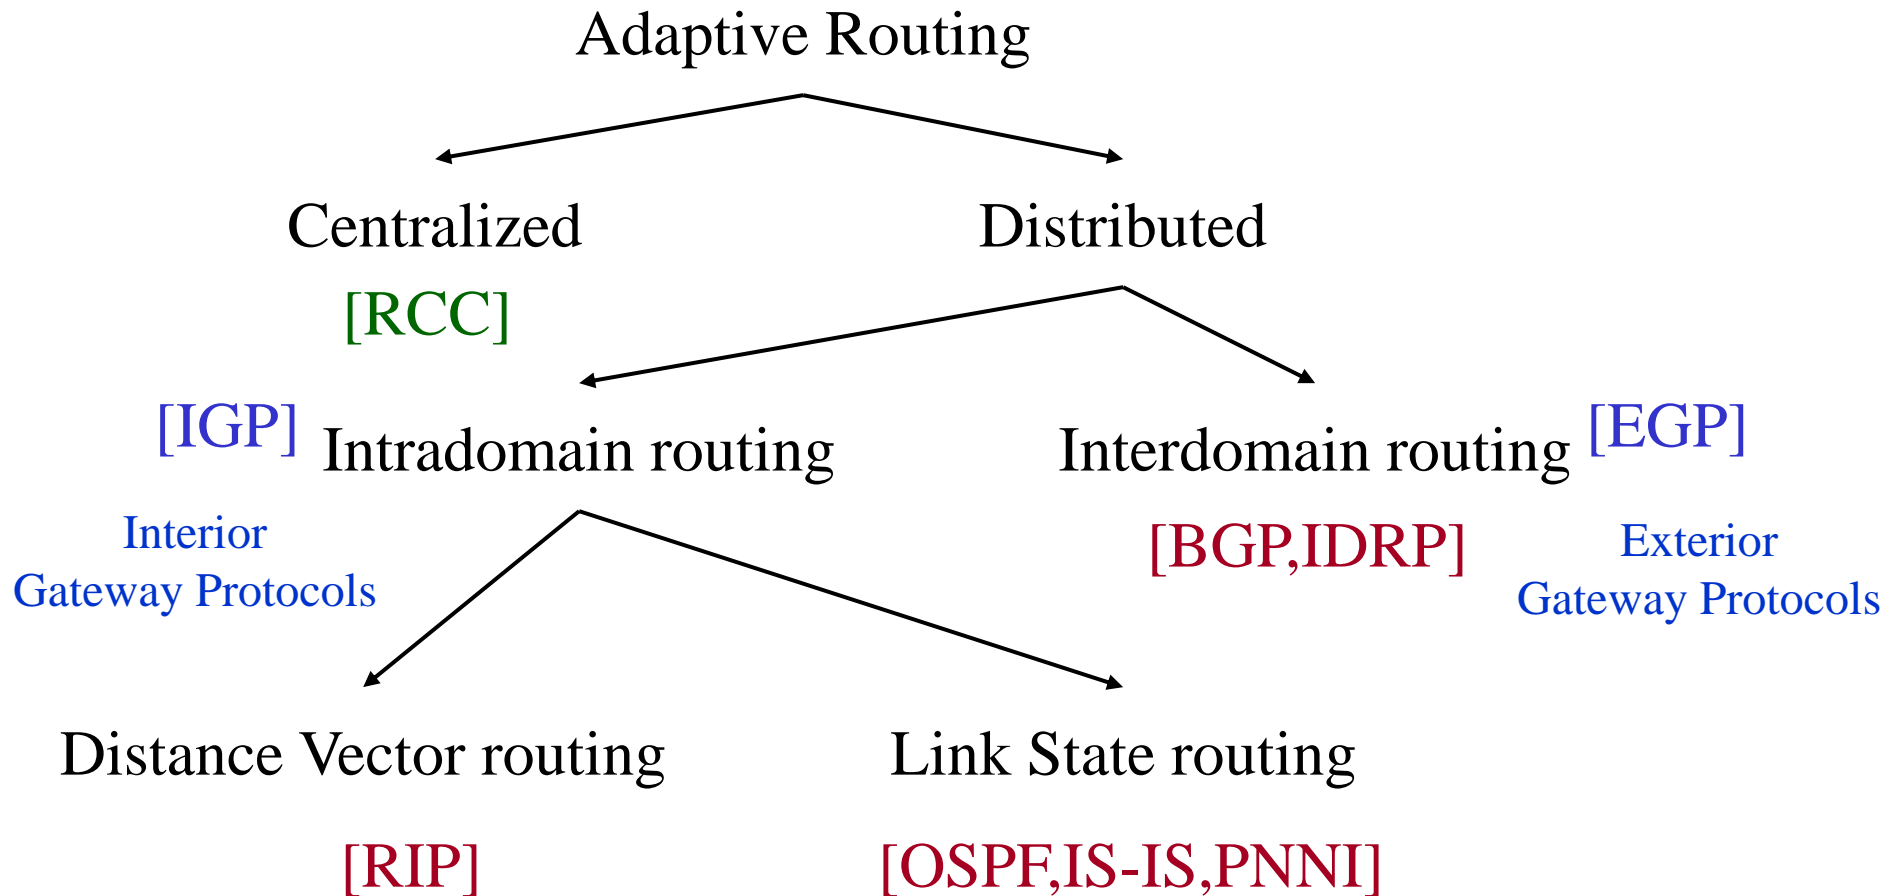 Adaptive Routing
Centralized
Distributed
[RCC]
[IGP]
Intradomain routing
Interdomain routing
[EGP]
Interior
Gateway Protocols
[BGP,IDRP]
Exterior
Gateway Protocols
Distance Vector routing
Link State routing
[RIP]
[OSPF,IS-IS,PNNI]